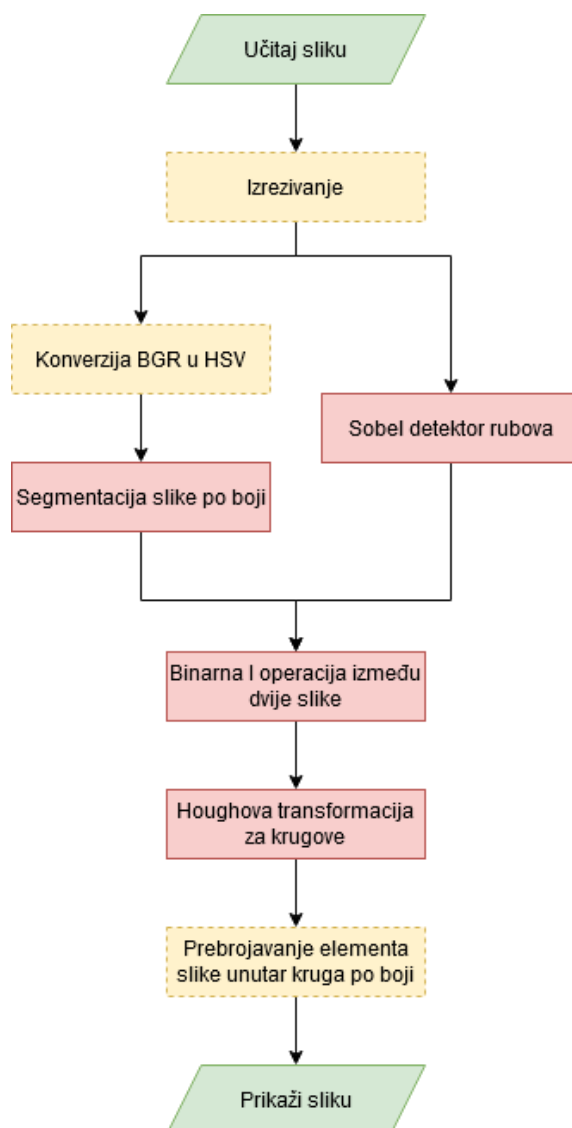 Učitaj sliku
Izrezivanje
Konverzija BGR u HSV
Sobel detektor rubova
Segmentacija slike po boji
Binarna I operacija između
dvije slike
Houghova transformacija
za krugove
Prebrojavanje elementa
slike unutar kruga po boji
Prikaži sliku